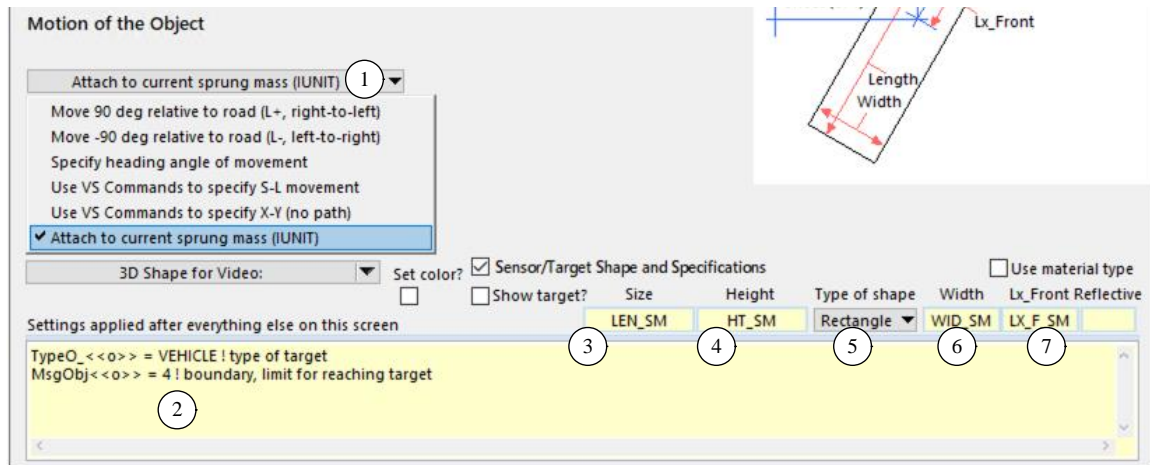 Motion of the Object
Lx_Front
Length
Width
Attach to current sprung mass (IUNIT)
1
Move 90 deg relative to road (L+, right-to-left)
Move -90 deg relative to road (L-, left-to-right)
Specify heading angle of movement
Use VS Commands to specify S-L movement
Use VS Commands to specify X-Y (no path)
✔ Attach to current sprung mass (IUNIT)
3D Shape for Video:
Set color?
Sensor/Target Shape and Specifications
Use material type
Show target?
Size
Height
Type of shape
Width
Lx_Front
Reflective
Settings applied after everything else on this screen
LEN_SM
HT_SM
Rectangle
WID_SM
LX_F_SM
3
4
5
6
7
TypeO_<<o>> = VEHICLE ! type of target
MsgObj<<o>> = 4 ! boundary, limit for reaching target
2